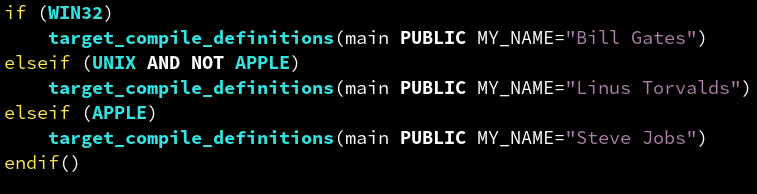 if (WIN32)
    target_compile_definitions(main PUBLIC MY_NAME="Bill Gates")
elseif (UNIX AND NOT APPLE)
    target_compile_definitions(main PUBLIC MY_NAME="Linus Torvalds")
elseif (APPLE)
    target_compile_definitions(main PUBLIC MY_NAME="Steve Jobs")
endif()